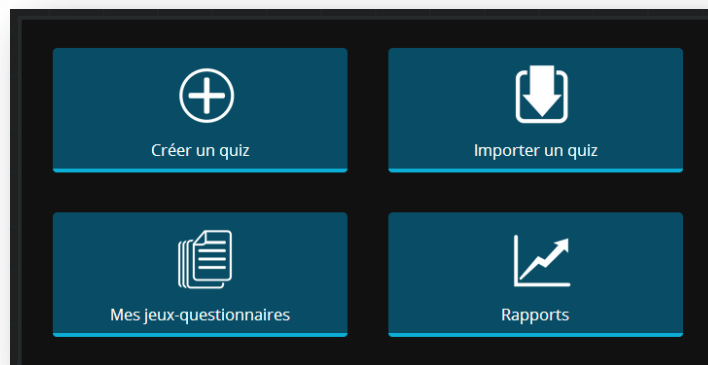 Créer un quiz
Importer un quiz
Mes jeux-questionnaires
Rapports